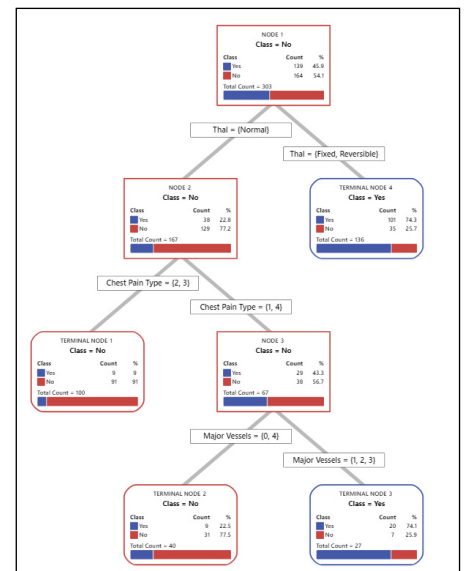 NODE 1
Class = No
Class Count %
Yes 139 45.9
No 164 54.1
Total Count = 303
Thal = {Normal}
Thal = {Fixed, Reversible}
NODE 2
Class = No
Class Count %
Yes 38 22.8
No 129 77.2
Total Count = 167
TERMINAL NODE 4
Class = Yes
Class Count %
Yes 101 74.3
No 35 25.7
Total Count = 136
Chest Pain Type = {2, 3}
Chest Pain Type = {1, 4}
TERMINAL NODE 1
Class = No
Class Count %
Yes 9 9
No 91 91
Total Count = 100
NODE 3
Class = No
Class Count %
Yes 29 43.3
No 38 56.7
Total Count = 67
Major Vessels = {0, 4}
Major Vessels = {1, 2, 3}
TERMINAL NODE 2
Class = No
Class Count %
Yes 9 22.5
No 31 77.5
Total Count = 40
TERMINAL NODE 3
Class = Yes
Class Count %
Yes 20 74.1
No 7 25.9
Total Count = 27